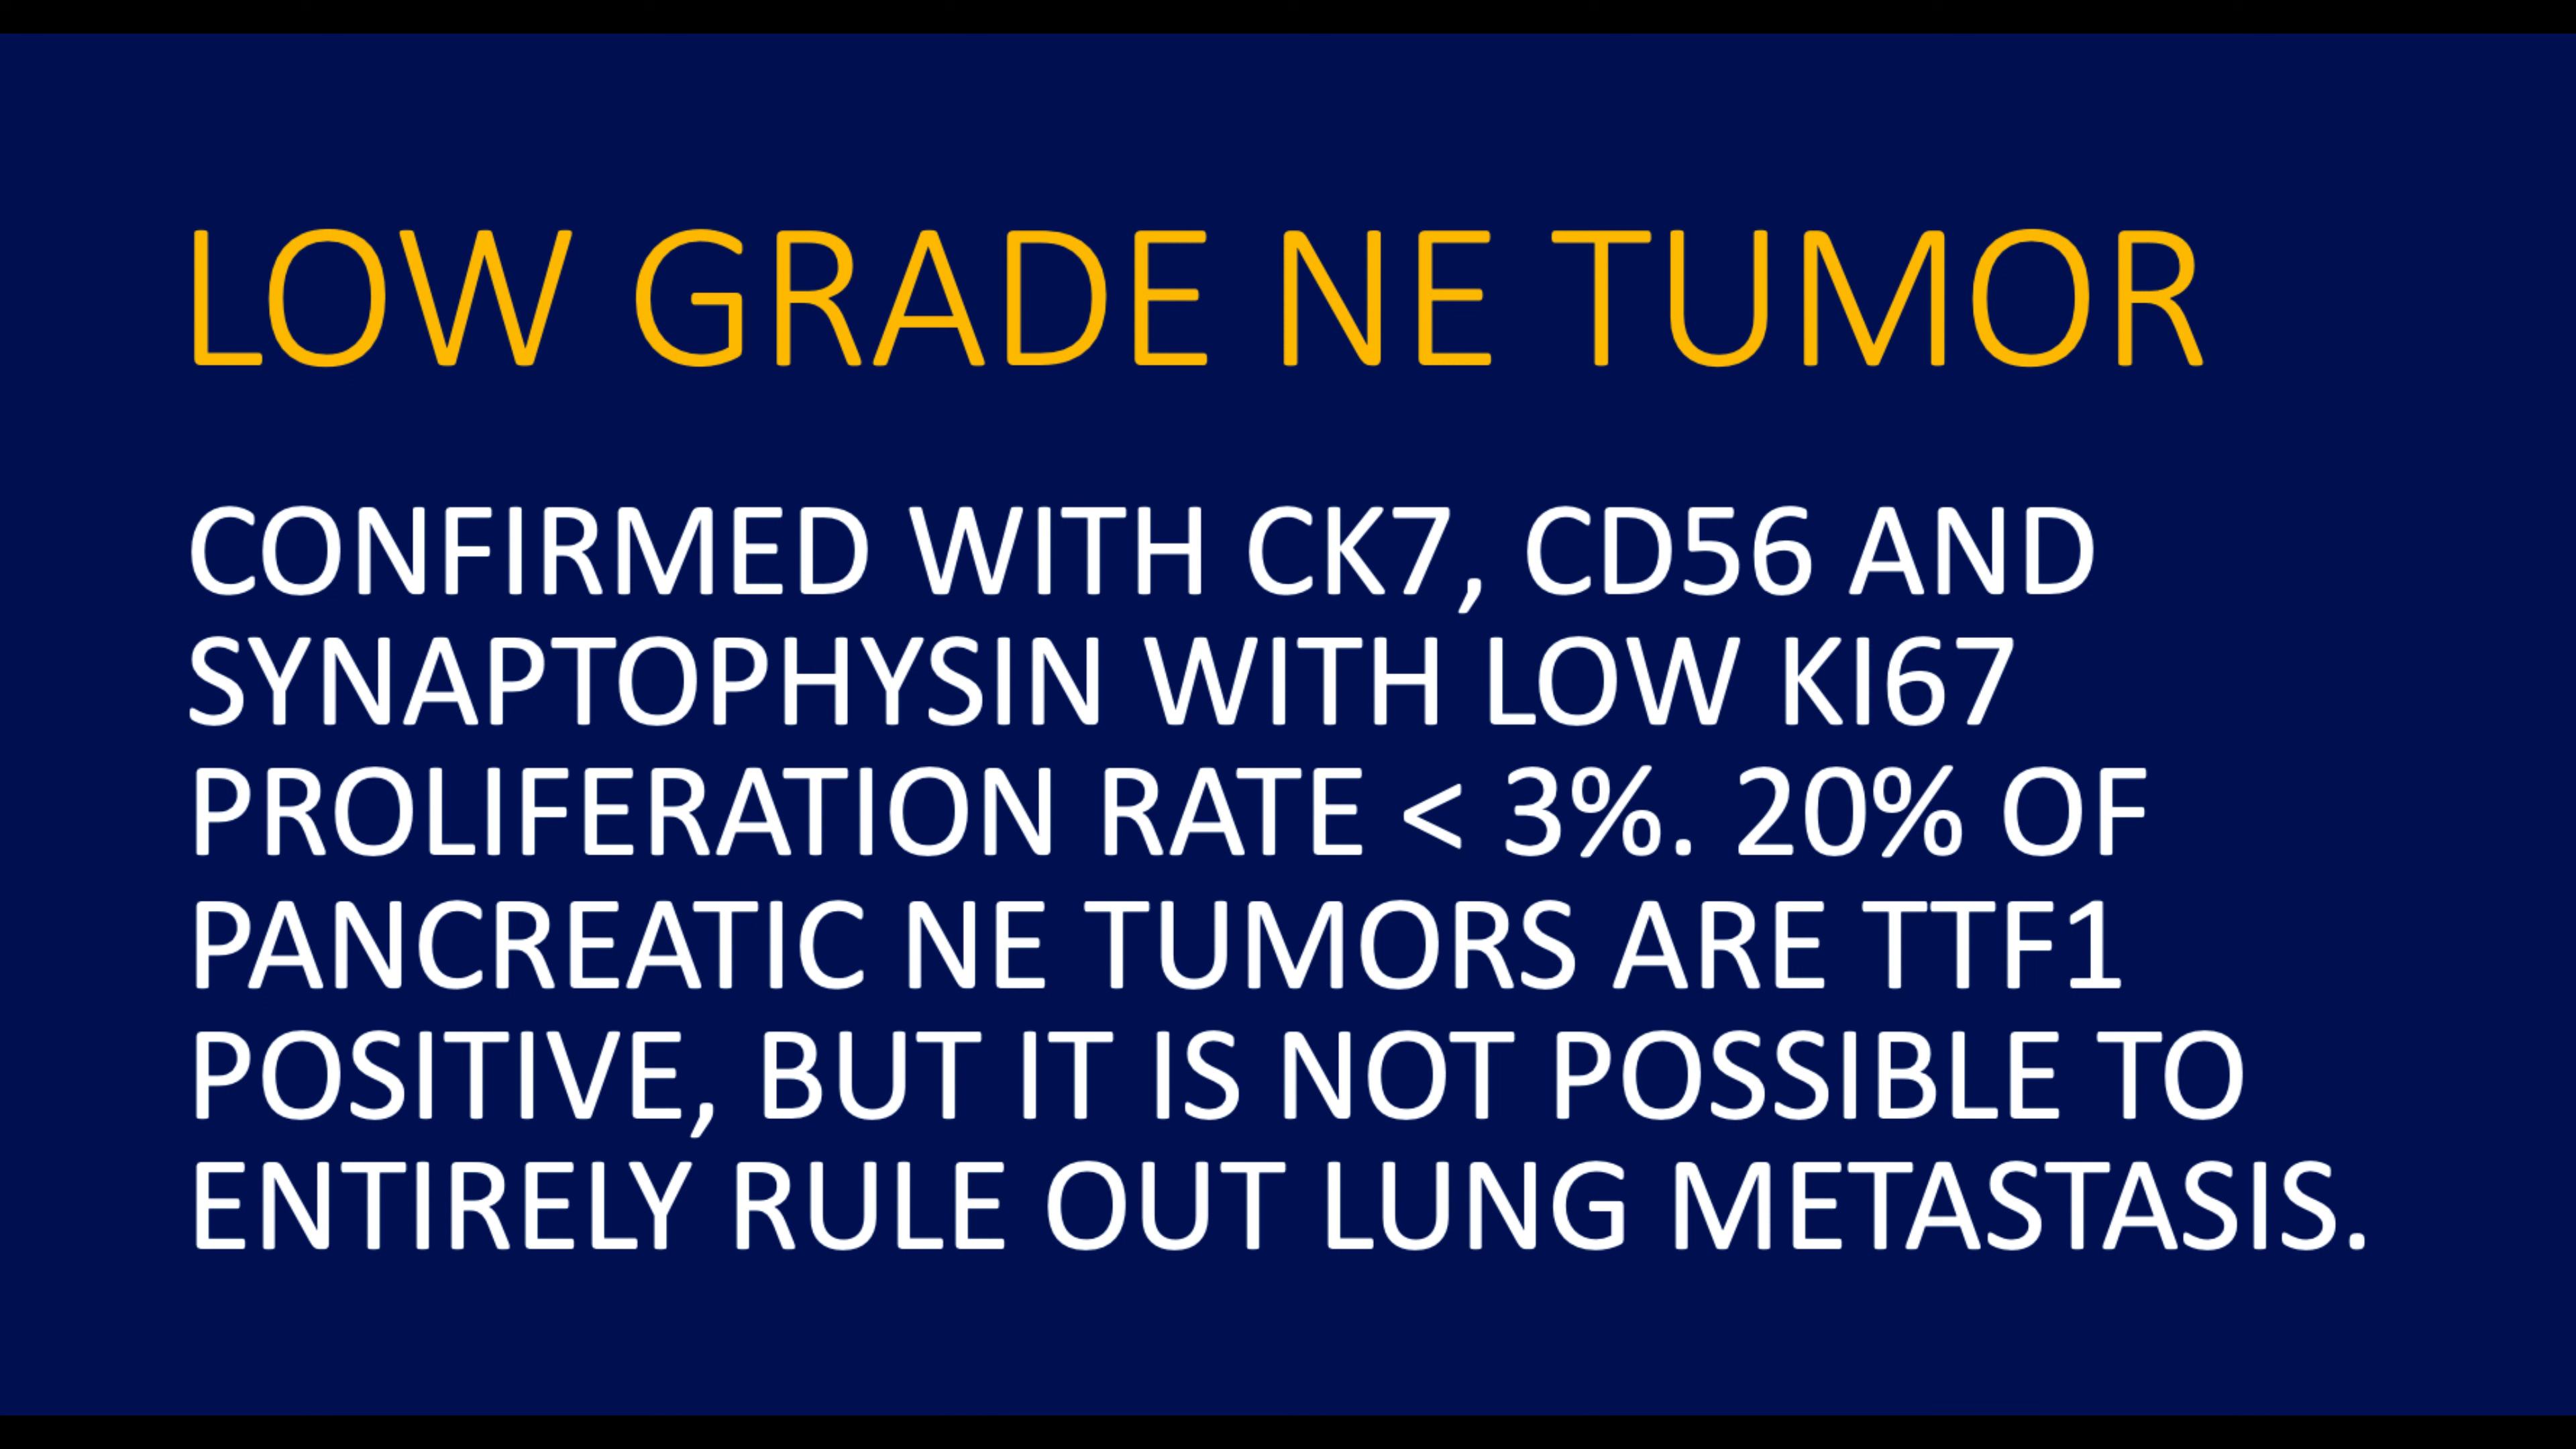 LOW GRADE NE TUMOR
CONFIRMED WITH CK7, CD56 AND
SYNAPTOPHYSIN WITH LOW KI67
PROLIFERATION RATE < 3%. 20% OF
PANCREATIC NE TUMORS ARE TTF1
POSITIVE, BUT IT IS NOT POSSIBLE TO
ENTIRELY RULE OUT LUNG METASTASIS.